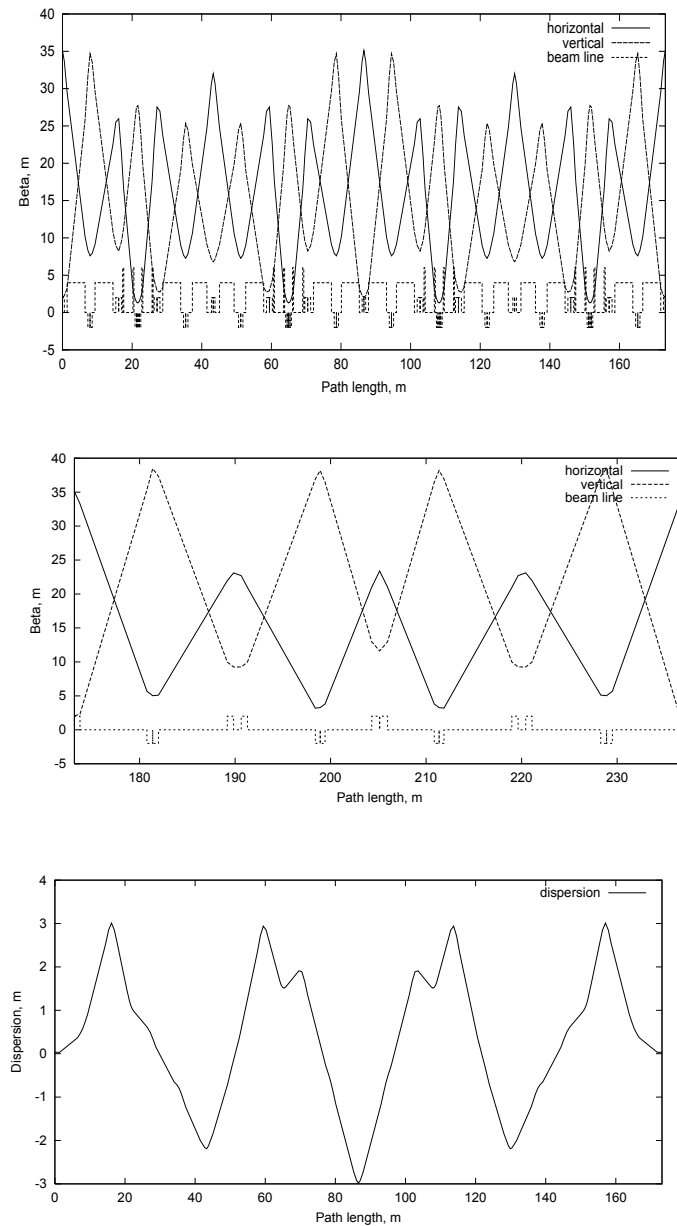 40
35
30
25
20
15
10
5
0
-5
Beta, m
horizontal
vertical
beam line
0 20 40 60 80 100 120 140 160
Path length, m
40
35
30
25
20
15
10
5
0
-5
Beta, m
horizontal
vertical
beam line
180 190 200 210 220 230
Path length, m
4
3
2
1
0
-1
-2
-3
Dispersion, m
dispersion
0 20 40 60 80 100 120 140 160
Path length, m